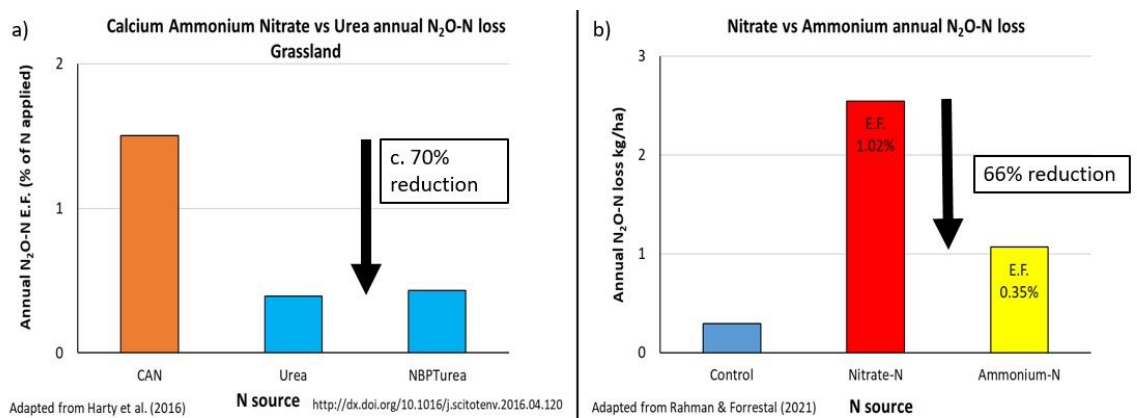 a)
Calcium Ammonium Nitrate vs Urea annual N₂O-N loss
Grassland
Annual N₂O-N E.F. (% of N applied)
2
1
0
c. 70%
reduction
CAN
Urea
NBPTurea
N source
Adapted from Harty et al. (2016)
http://dx.doi.org/10.1016/j.scitotenv.2016.04.120
b)
Nitrate vs Ammonium annual N₂O-N loss
Annual N₂O-N loss kg/ha
3
2
1
0
E.F.
1.02%
66% reduction
E.F.
0.35%
Control
Nitrate-N
Ammonium-N
Adapted from Rahman & Forrestal (2021)
N source